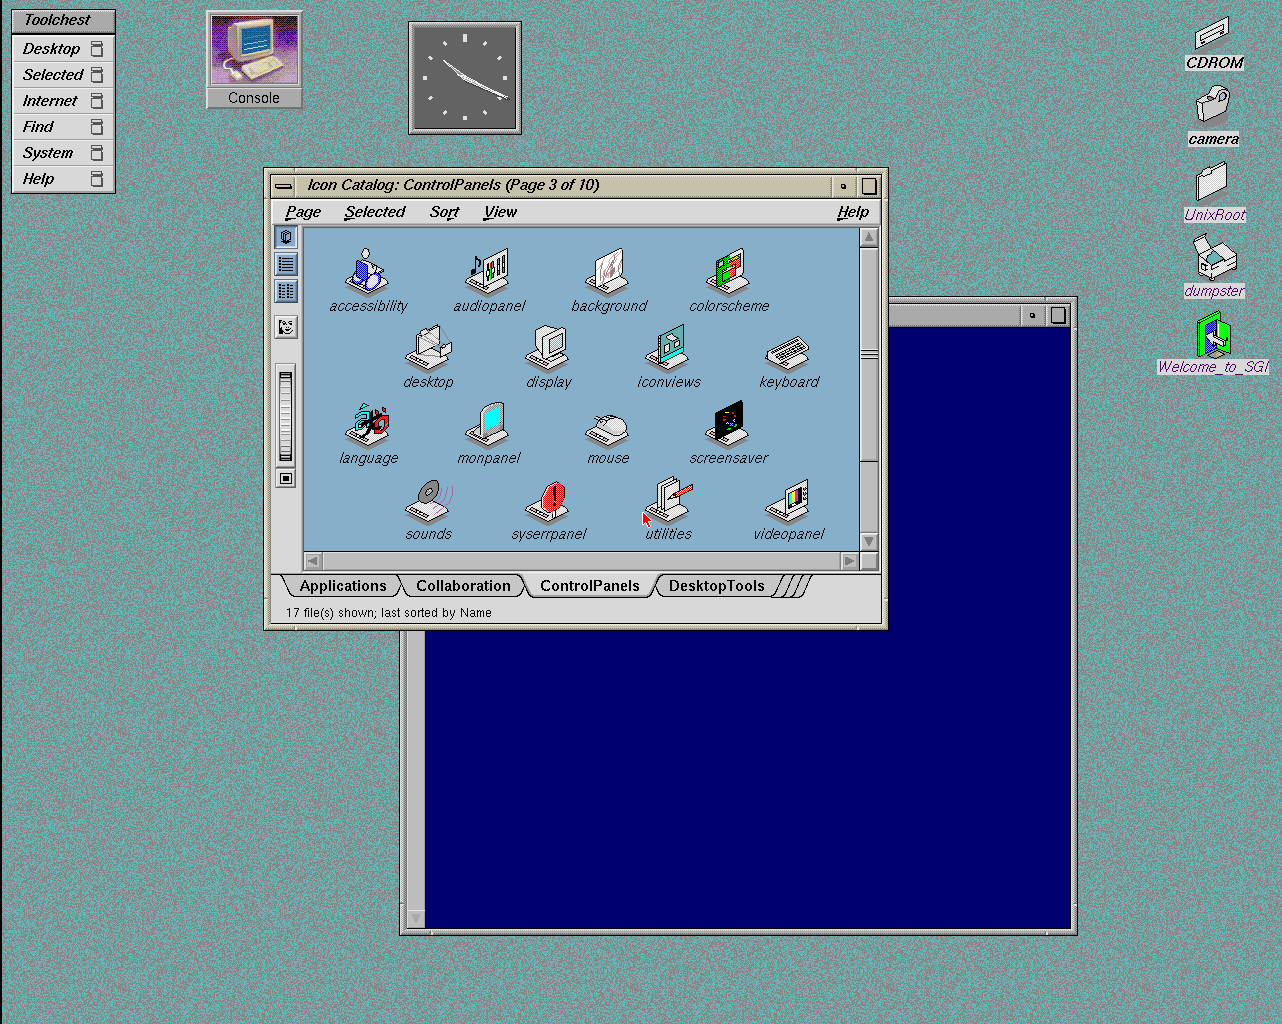 Toolchest
Desktop
Selected
Internet
Find
System
Help
Console
CDROM
camera
UnixRoot
dumpster
Welcome_to_SGI
Icon Catalog: ControlPanels (Page 3 of 10)
Page Selected Sort View Help
accessibility audiopanel background colorscheme
desktop display iconviews keyboard
language monpanel mouse screensaver
sounds syserrpanel utilities videopanel
Applications Collaboration ControlPanels DesktopTools
17 file(s) shown; last sorted by Name